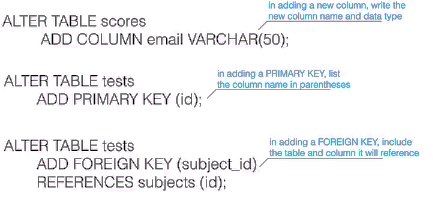 In adding a new column, write the
new column name and data type
ALTER TABLE scores
ADD COLUMN email VARCHAR(50);
in adding a PRIMARY KEY, list
the column name in parentheses
ALTER TABLE tests
ADD PRIMARY KEY (id);
In adding a FOREIGN KEY, include
the table and column it will reference
ALTER TABLE tests
ADD FOREIGN KEY (subject_id)
REFERENCES subjects (id);